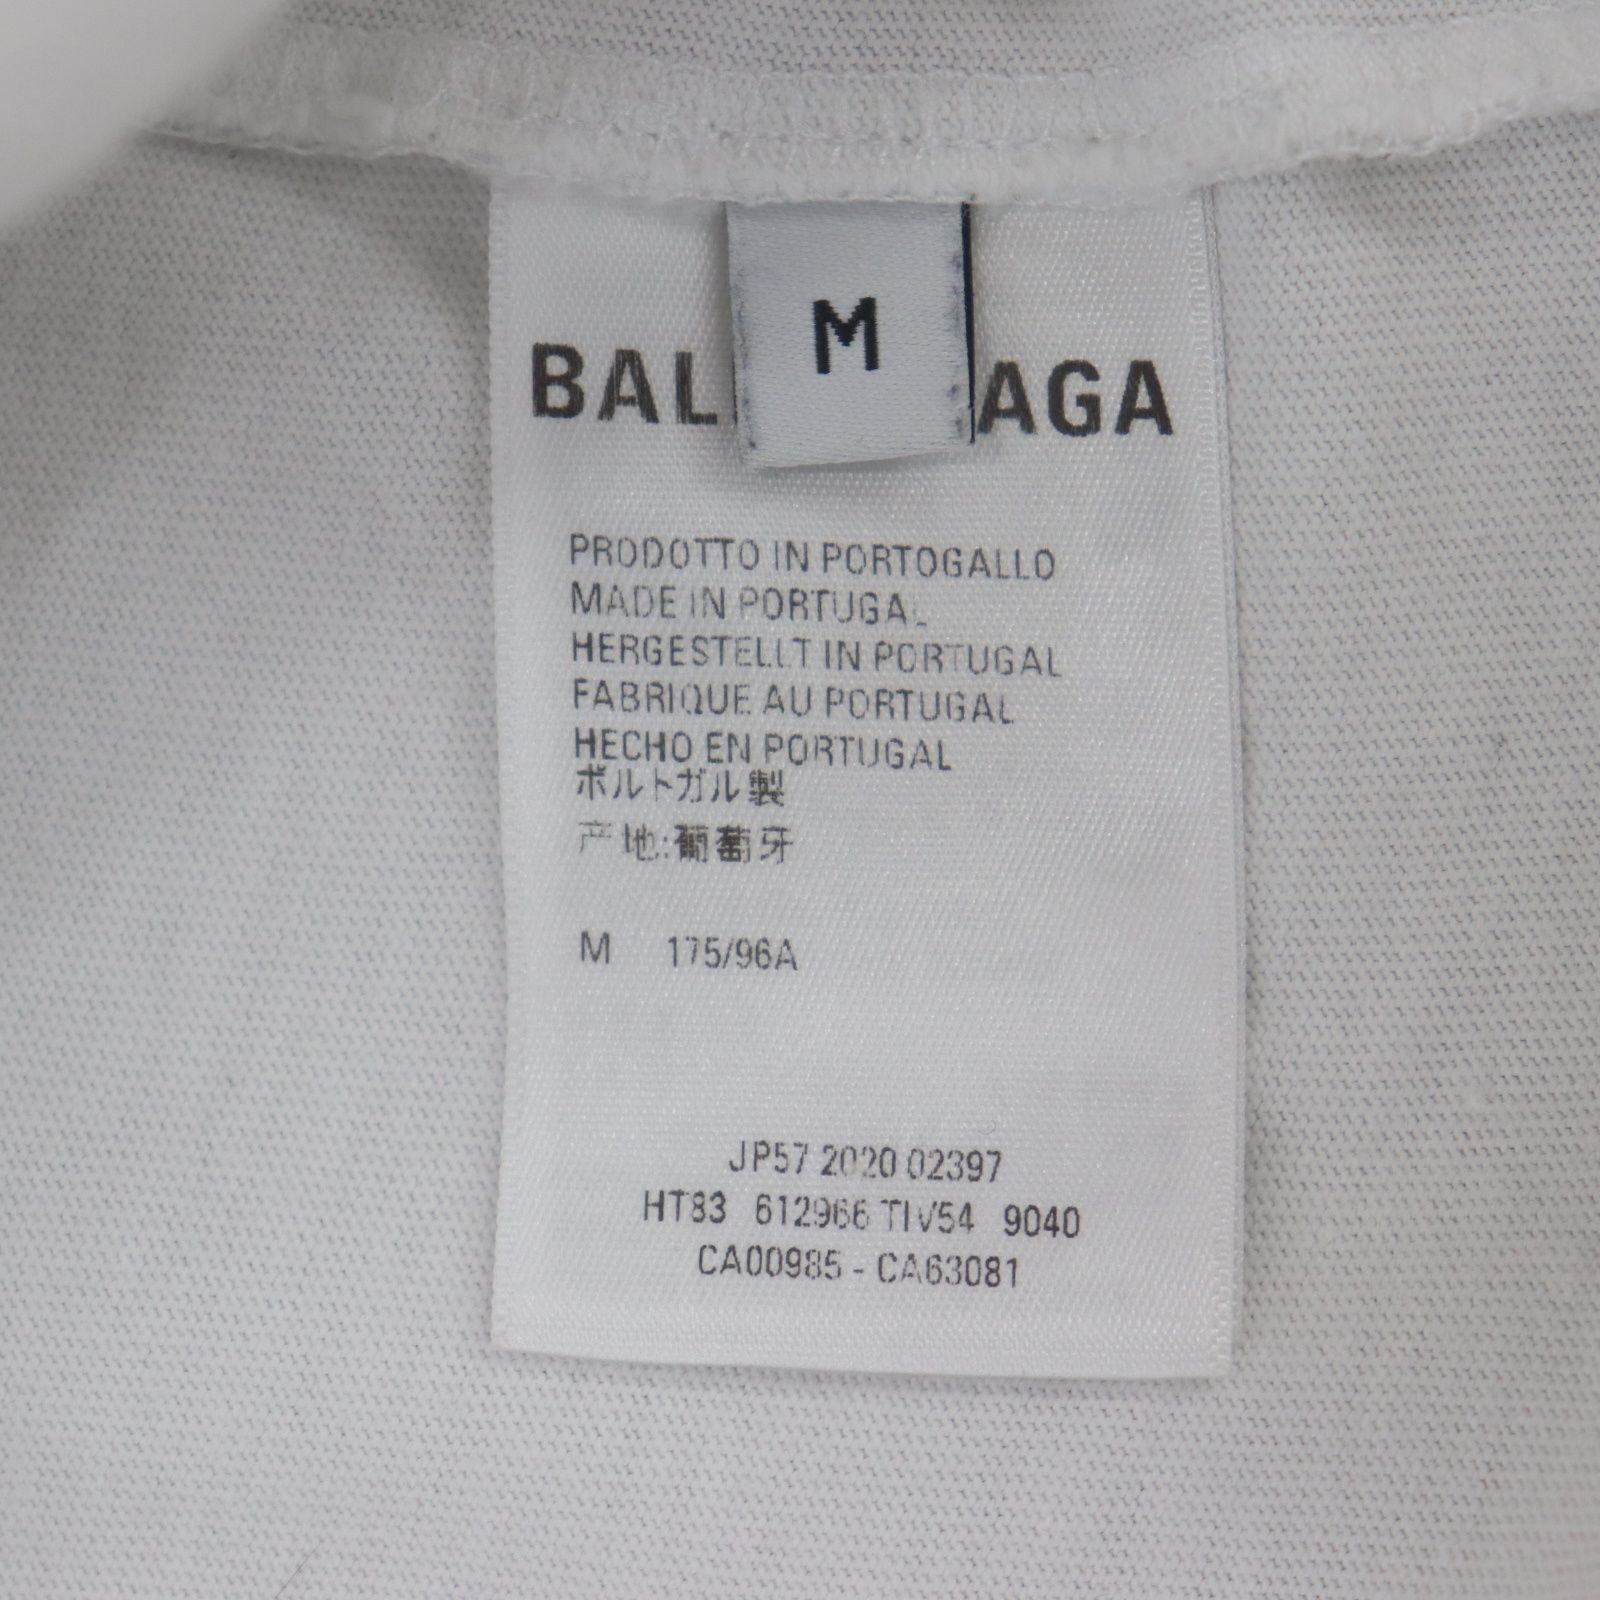 M
BAL AGA
PRODOTTO IN PORTOGALLO
MADE IN PORTUGAL
HERGESTELLT IN PORTUGAL
FABRIQUE AU PORTUGAL
HECHO EN PORTUGAL
ポルトガル製
产地:葡萄牙
M 175/96A
JP57 2020 02397
HT83 612966 TIV54 9040
CA00985 - CA63081